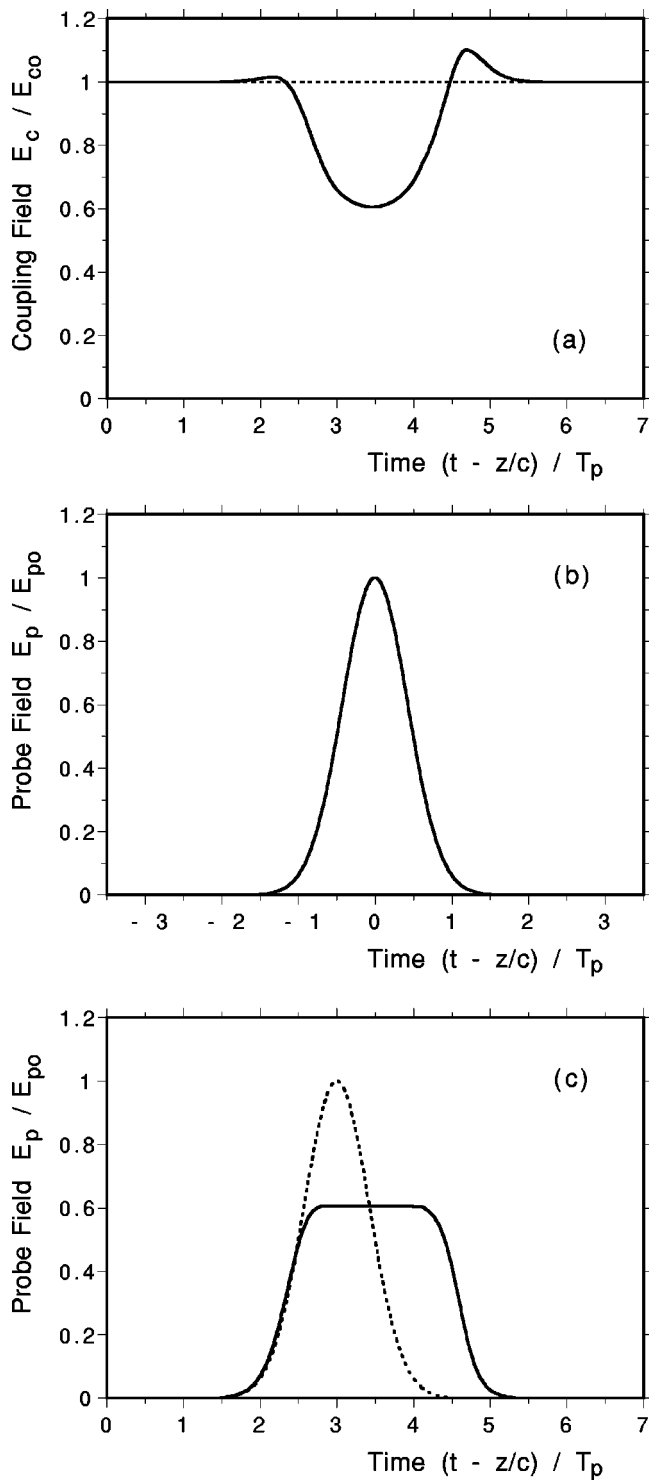 1.2
1
0.8
0.6
0.4
0.2
0
Coupling Field E_c / E_co
(a)
0 1 2 3 4 5 6 7
Time (t - z/c) / T_p
1.2
1
0.8
0.6
0.4
0.2
0
Probe Field E_p / E_po
(b)
- 3 - 2 - 1 0 1 2 3
Time (t - z/c) / T_p
1.2
1
0.8
0.6
0.4
0.2
0
Probe Field E_p / E_po
(c)
0 1 2 3 4 5 6 7
Time (t - z/c) / T_p